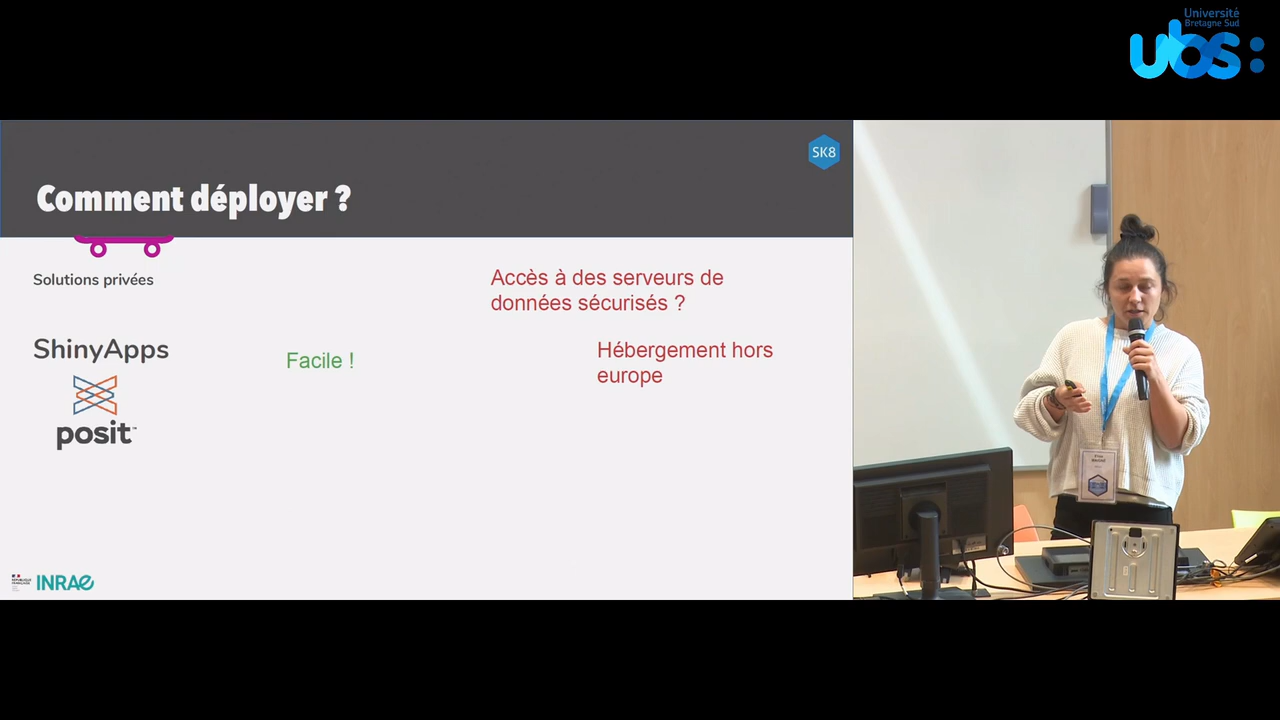 Université
Bretagne Sud
ubs:
SK8
Comment déployer ?
Solutions privées
Accès à des serveurs de
données sécurisés ?
ShinyApps
Facile !
Hébergement hors
europe
posit™
INRAE